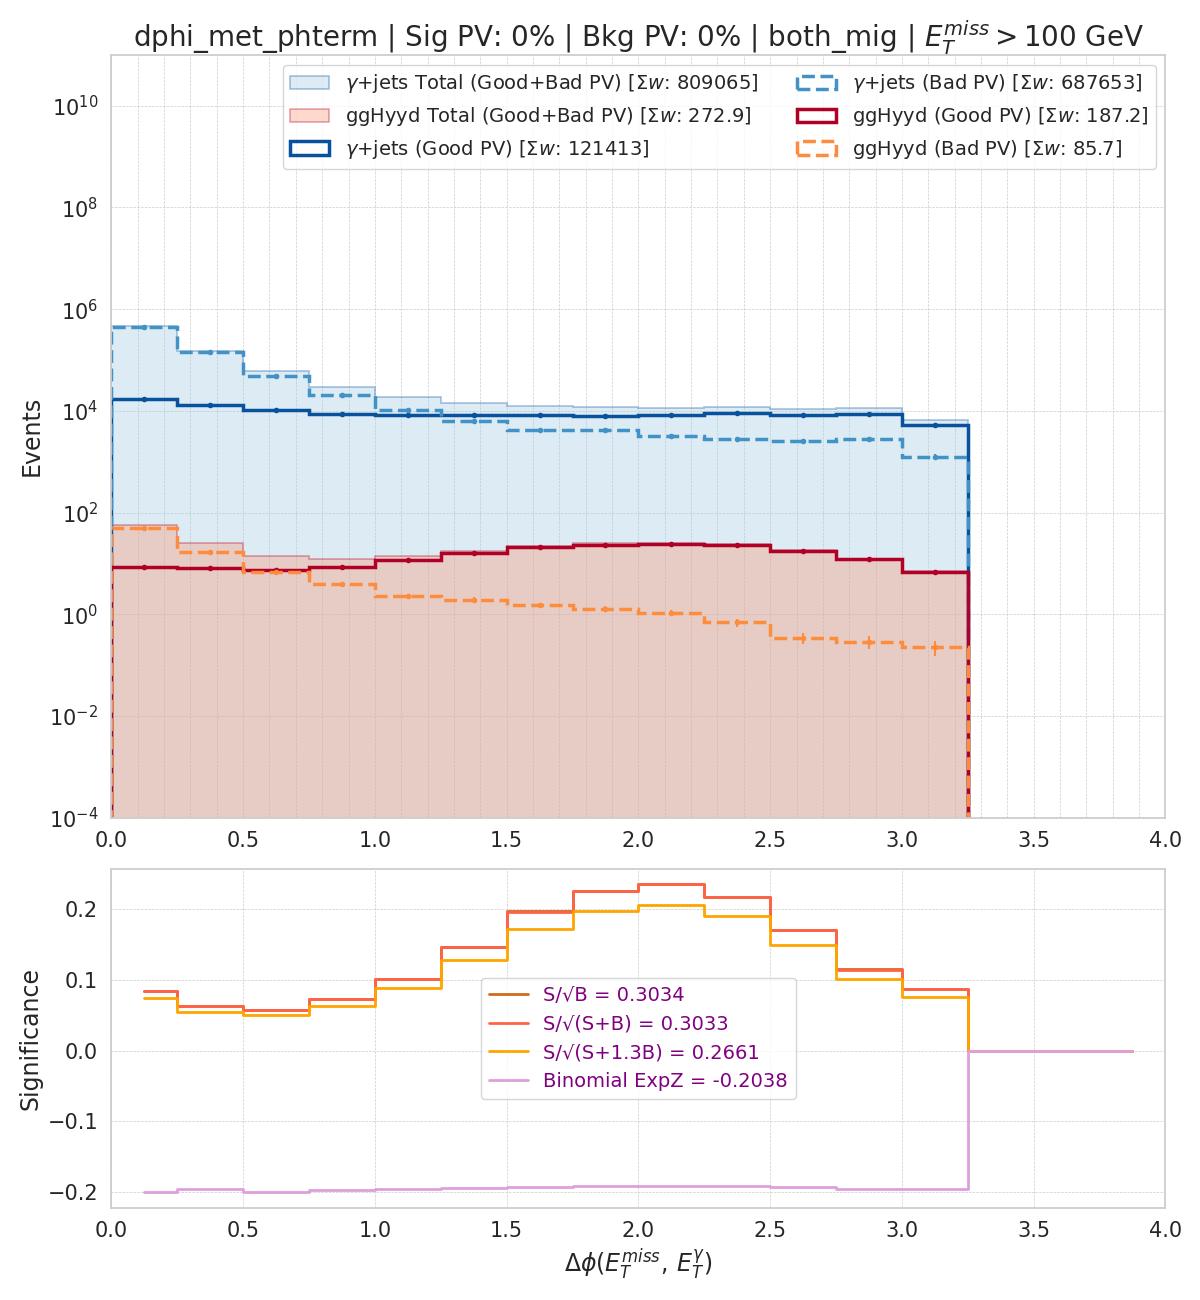 dphi_met_phterm | Sig PV: 0% | Bkg PV: 0% | both_mig | E_T^miss > 100 GeV
γ+jets Total (Good+Bad PV) [Σw: 809065]
ggHyyd Total (Good+Bad PV) [Σw: 272.9]
γ+jets (Good PV) [Σw: 121413]
γ+jets (Bad PV) [Σw: 687653]
ggHyyd (Good PV) [Σw: 187.2]
ggHyyd (Bad PV) [Σw: 85.7]
Events
10^10
10^8
10^6
10^4
10^2
10^0
10^−2
10^−4
0.0 0.5 1.0 1.5 2.0 2.5 3.0 3.5 4.0
Significance
0.2
0.1
0.0
−0.1
−0.2
S/√B = 0.3034
S/√(S+B) = 0.3033
S/√(S+1.3B) = 0.2661
Binomial ExpZ = -0.2038
0.0 0.5 1.0 1.5 2.0 2.5 3.0 3.5 4.0
Δϕ(E_T^miss, E_T^γ)